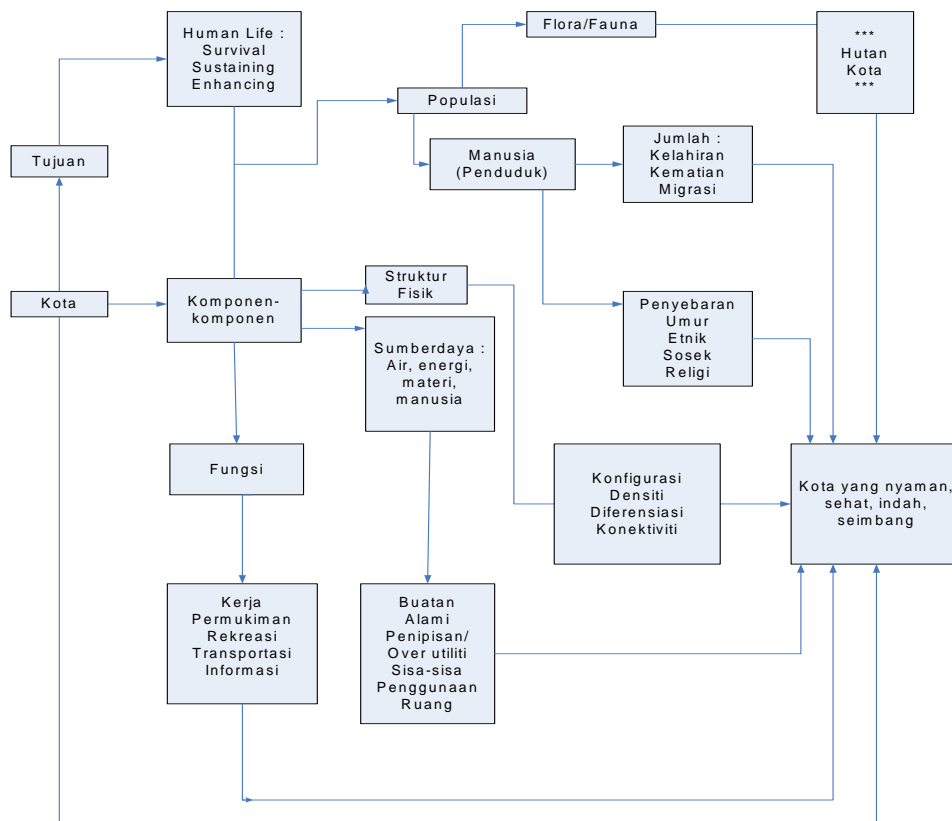 Human Life :
Survival
Sustaining
Enhancing
Flora/Fauna
***
Hutan
Kota
***
Populasi
Tujuan
Manusia
(Penduduk)
Jumlah :
Kelahiran
Kematian
Migrasi
Kota
Komponen-
komponen
Struktur
Fisik
Penyebaran
Umur
Etnik
Sosek
Religi
Sumberdaya :
Air, energi,
materi,
manusia
Fungsi
Konfigurasi
Densiti
Diferensiasi
Konektiviti
Kota yang nyaman,
sehat, indah,
seimbang
Kerja
Permukiman
Rekreasi
Transportasi
Informasi
Buatan
Alami
Penipisan/
Over utiliti
Sisa-sisa
Penggunaan
Ruang